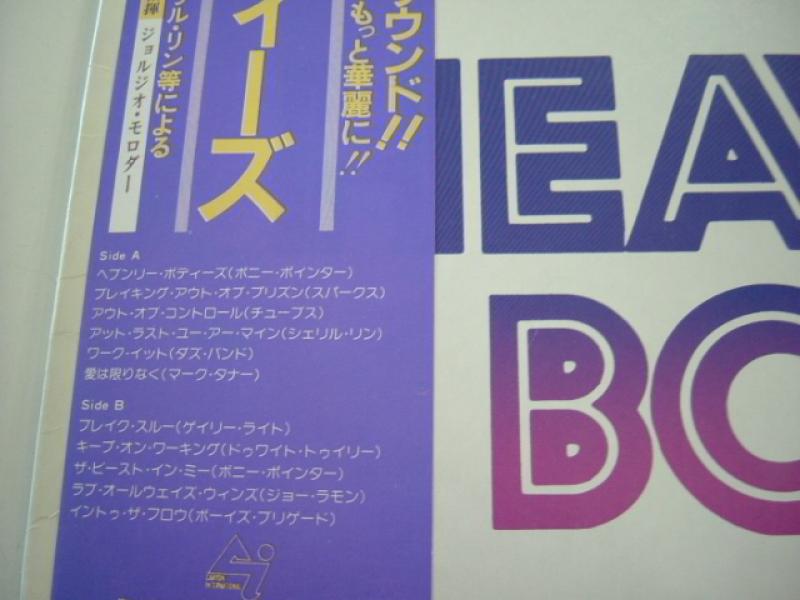 ウンド!!
もっと華麗に!!
ィーズ
ル・リン等による
揮 ジョルジオ・モロダー
Side A
ヘブンリー・ボディーズ(ボニー・ポインター)
ブレイキング・アウト・オブ・プリズン(スパークス)
アウト・オブ・コントロール(チューブス)
アット・ラスト・ユー・アー・マイン(シェリル・リン)
ワーク・イット(ダズ・バンド)
愛は限りなく(マーク・タナー)
Side B
ブレイク・スルー(ゲイリー・ライト)
キープ・オン・ワーキング(ドゥワイト・トゥイリー)
ザ・ビースト・イン・ミー(ボニー・ポインター)
ラブ・オールウェイズ・ウィンズ(ジョー・ラモン)
イントゥ・ザ・フロウ(ボーイズ・ブリゲード)
EA
BO